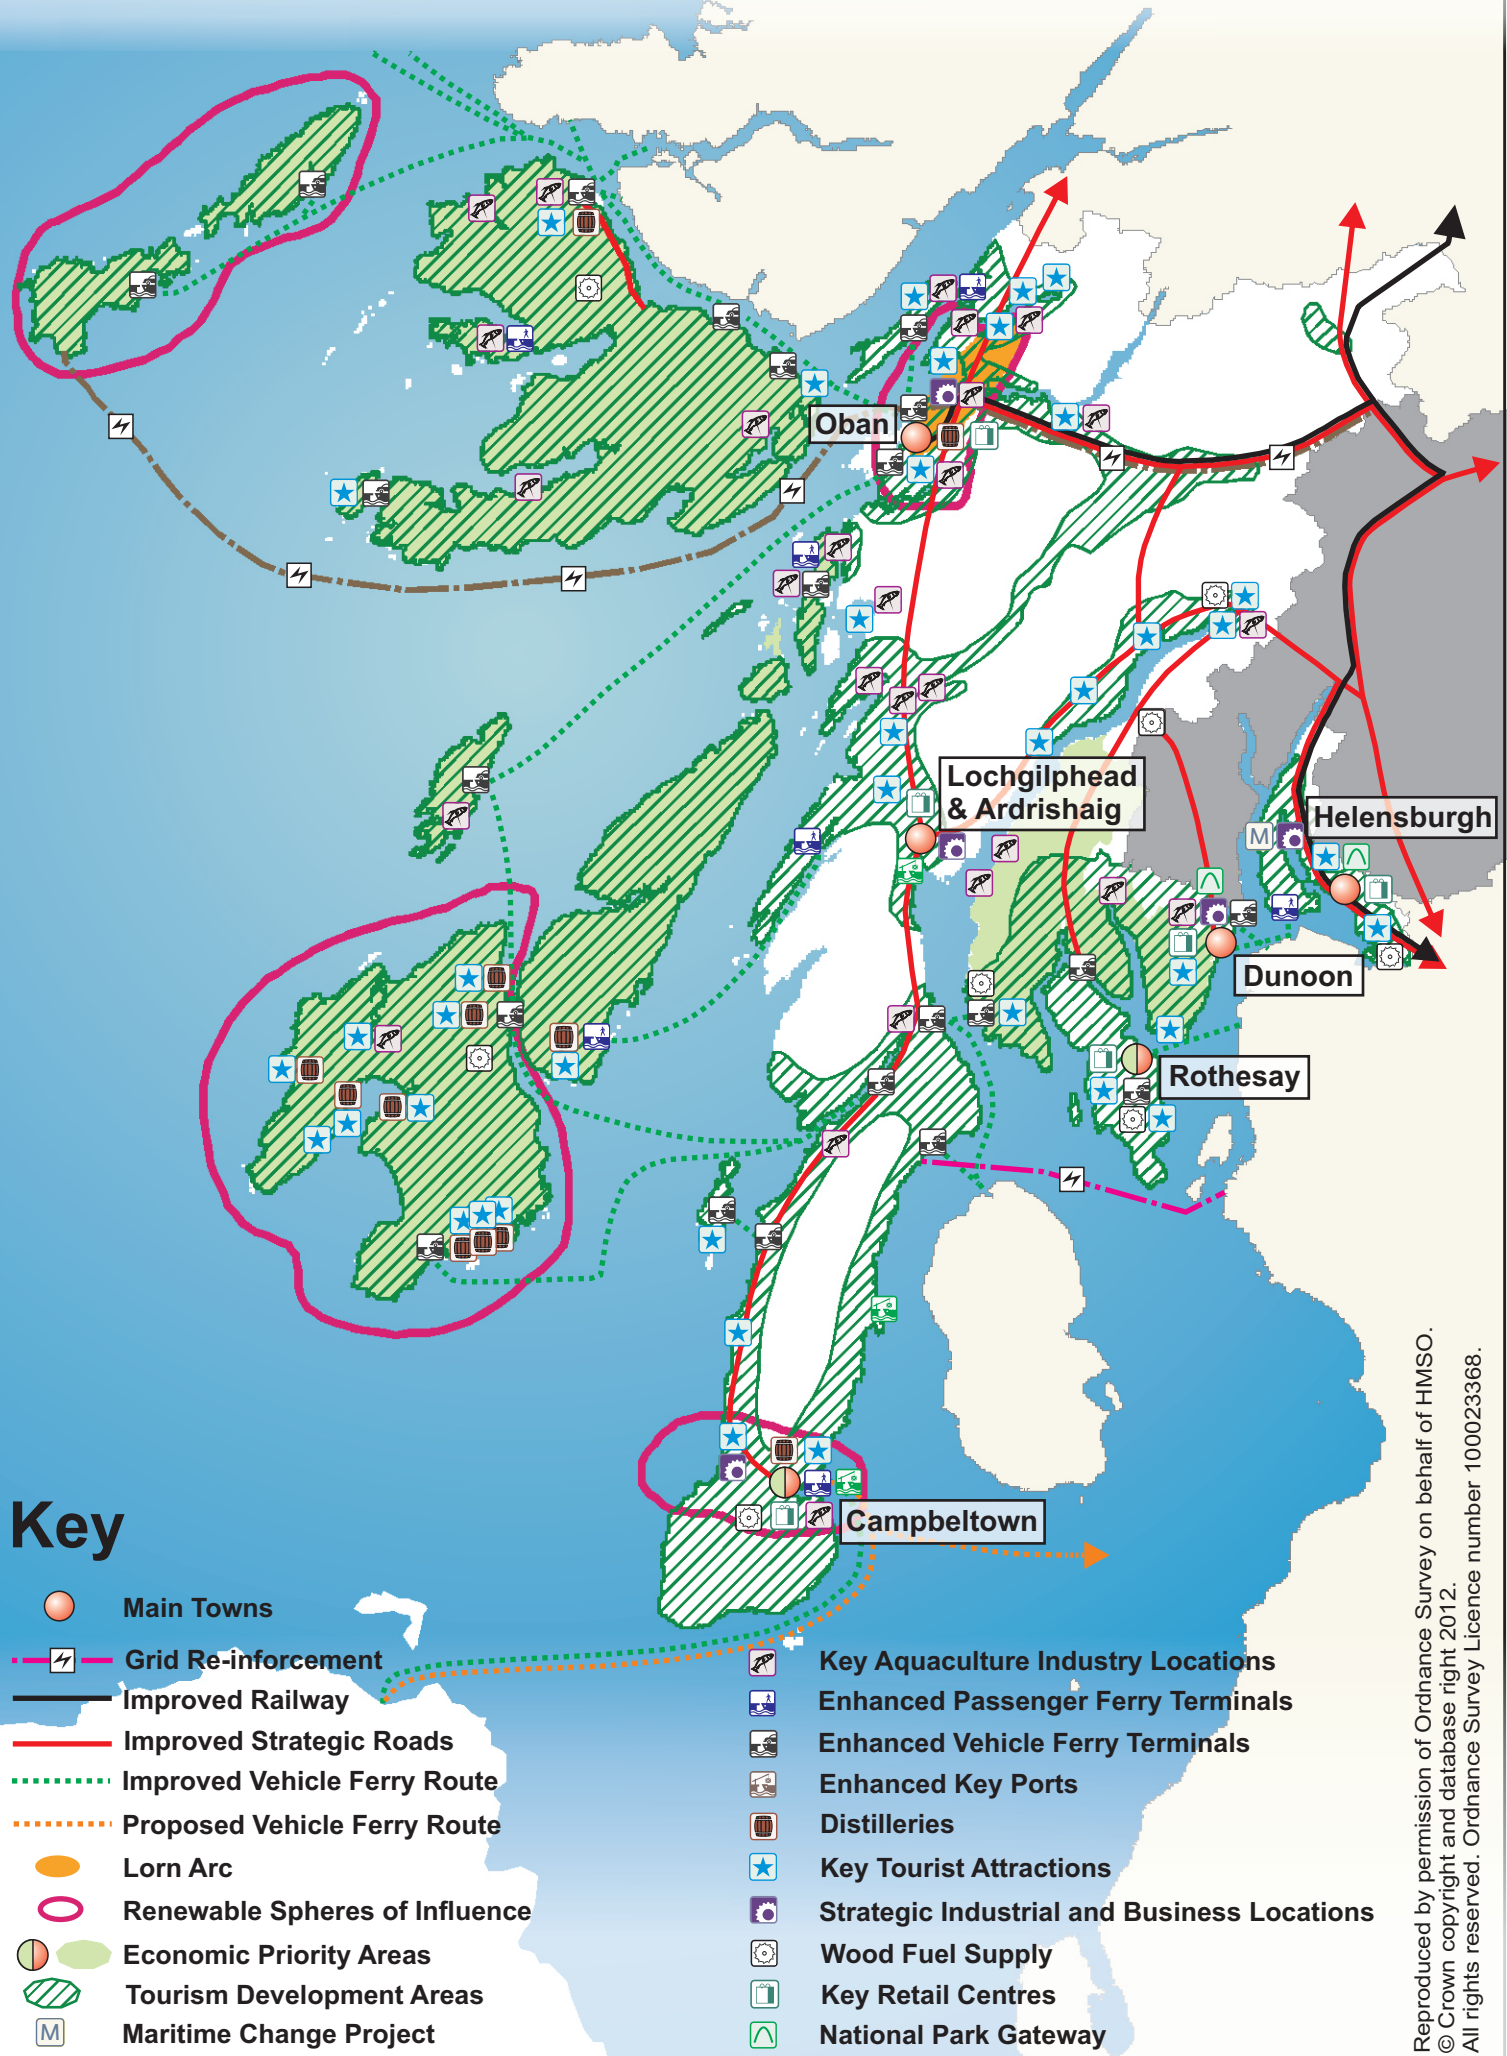 Oban
Lochgilphead
& Ardrishaig
Helensburgh
M
Dunoon
Rothesay
Campbeltown
Key
Main Towns
Grid Re-inforcement
Improved Railway
Improved Strategic Roads
Improved Vehicle Ferry Route
Proposed Vehicle Ferry Route
Lorn Arc
Renewable Spheres of Influence
Economic Priority Areas
Tourism Development Areas
M
Maritime Change Project
Key Aquaculture Industry Locations
Enhanced Passenger Ferry Terminals
Enhanced Vehicle Ferry Terminals
Enhanced Key Ports
Distilleries
Key Tourist Attractions
Strategic Industrial and Business Locations
Wood Fuel Supply
Key Retail Centres
National Park Gateway
Reproduced by permission of Ordnance Survey on behalf of HMSO.
© Crown copyright and database right 2012.
All rights reserved. Ordnance Survey Licence number 100023368.